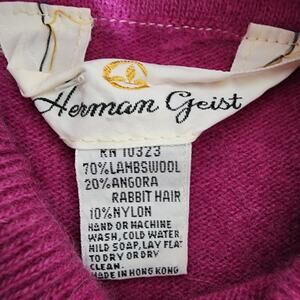 Herman Geist
RN 10323
70% LAMBSWOOL
20% ANGORA
RABBIT HAIR
10% NYLON
HAND OR MACHINE
WASH, COLD WATER
MILD SOAP, LAY FLAT
TO DRY OR DRY
CLEAN.
MADE IN HONG KONG